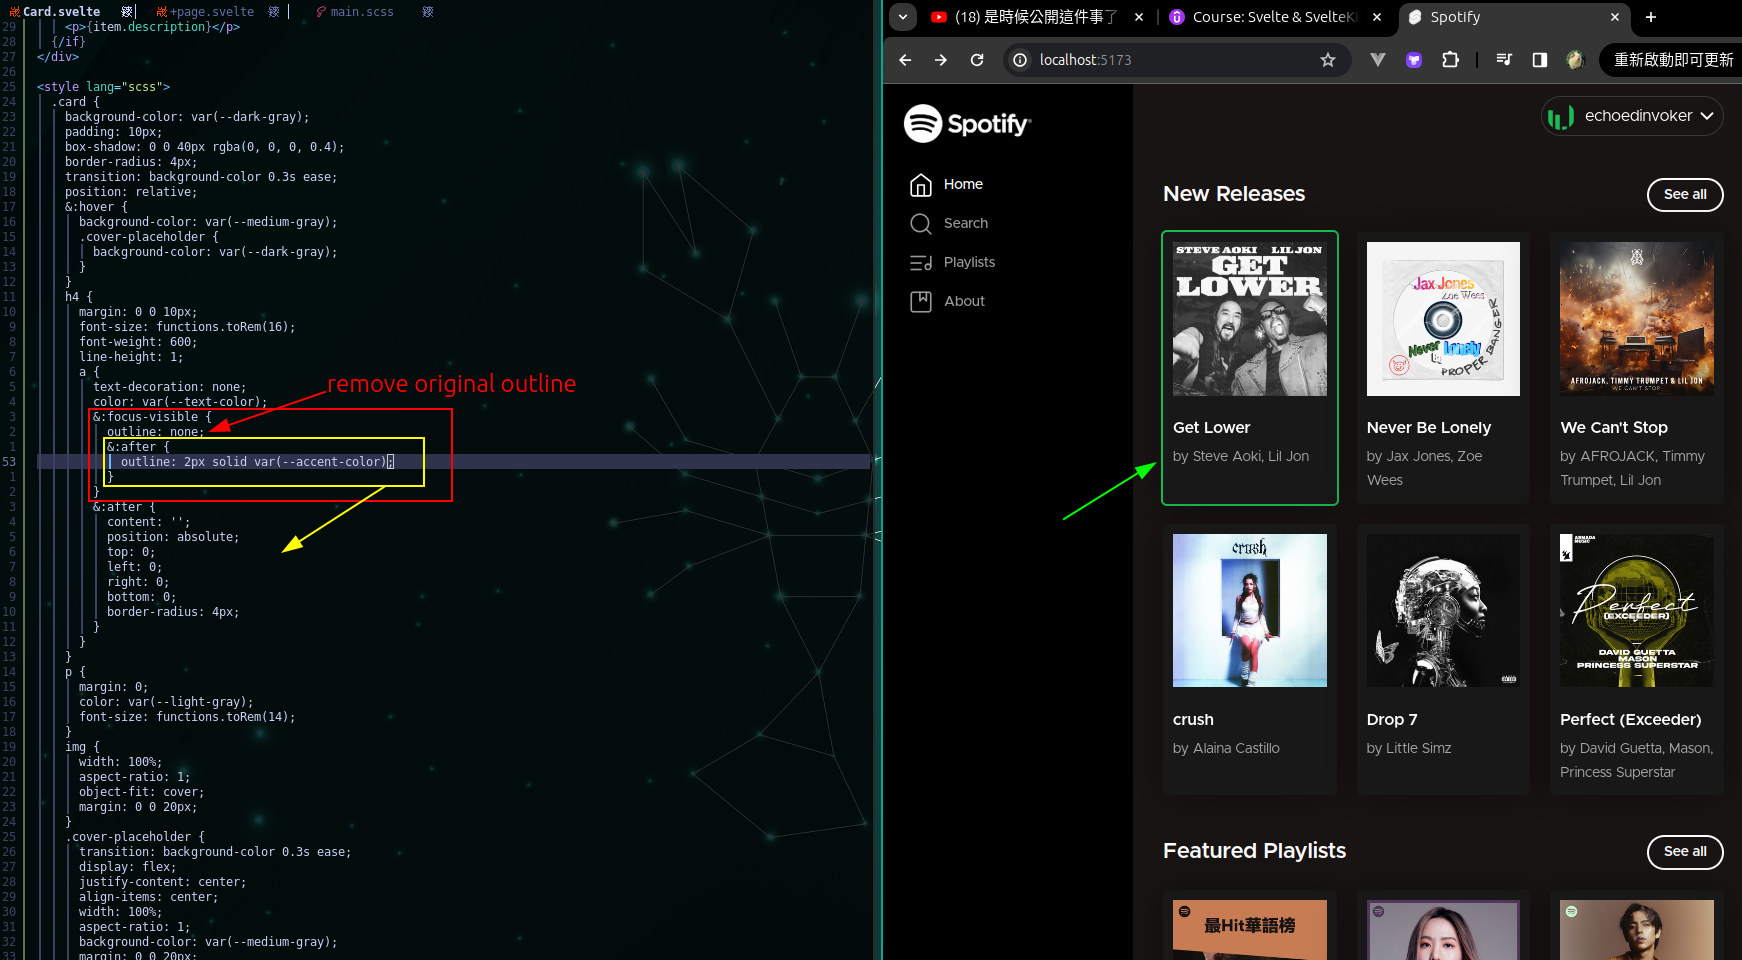 Card.svelte
+page.svelte
main.scss
29 <p>{item.description}</p>
28 {/if}
27 </div>
26
25 <style lang="scss">
24 .card {
23 background-color: var(--dark-gray);
22 padding: 10px;
21 box-shadow: 0 0 40px rgba(0, 0, 0, 0.4);
20 border-radius: 4px;
19 transition: background-color 0.3s ease;
18 position: relative;
17 &:hover {
16 background-color: var(--medium-gray);
15 .cover-placeholder {
14 background-color: var(--dark-gray);
13 }
12 }
11 h4 {
10 margin: 0 0 10px;
9 font-size: functions.toRem(16);
8 font-weight: 600;
7 line-height: 1;
6 a {
5 text-decoration: none;
4 color: var(--text-color);
3 &:focus-visible {
2 outline: none;
1 &:after {
53 outline: 2px solid var(--accent-color);
1 }
2 }
3 &:after {
4 content: '';
5 position: absolute;
6 top: 0;
7 left: 0;
8 right: 0;
9 bottom: 0;
10 border-radius: 4px;
11 }
12 }
13 }
14 p {
15 margin: 0;
16 color: var(--light-gray);
17 font-size: functions.toRem(14);
18 }
19 img {
20 width: 100%;
21 aspect-ratio: 1;
22 object-fit: cover;
23 margin: 0 0 20px;
24 }
25 .cover-placeholder {
26 transition: background-color 0.3s ease;
27 display: flex;
28 justify-content: center;
29 align-items: center;
30 width: 100%;
31 aspect-ratio: 1;
32 background-color: var(--medium-gray);
33 margin: 0 0 20px;
remove original outline
(18) 是時候公開這件事了
Course: Svelte & SvelteKi
Spotify
localhost:5173
重新啟動即可更新
Spotify
echoedinvoker
Home
Search
Playlists
About
New Releases
See all
STEVE AOKI LIL JON
GET
LOWER
Jax Jones
Zoe Wees
Never Lonely
PROPER BANGER
AFROJACK, TIMMY TRUMPET & LIL JON
WE CAN'T STOP
Get Lower
by Steve Aoki, Lil Jon
Never Be Lonely
by Jax Jones, Zoe
Wees
We Can't Stop
by AFROJACK, Timmy
Trumpet, Lil Jon
crush
ARMADA
MUSIC
Perfect
(EXCEEDER)
DAVID GUETTA
MASON
PRINCESS SUPERSTAR
crush
by Alaina Castillo
Drop 7
by Little Simz
Perfect (Exceeder)
by David Guetta, Mason,
Princess Superstar
Featured Playlists
See all
最Hit華語榜